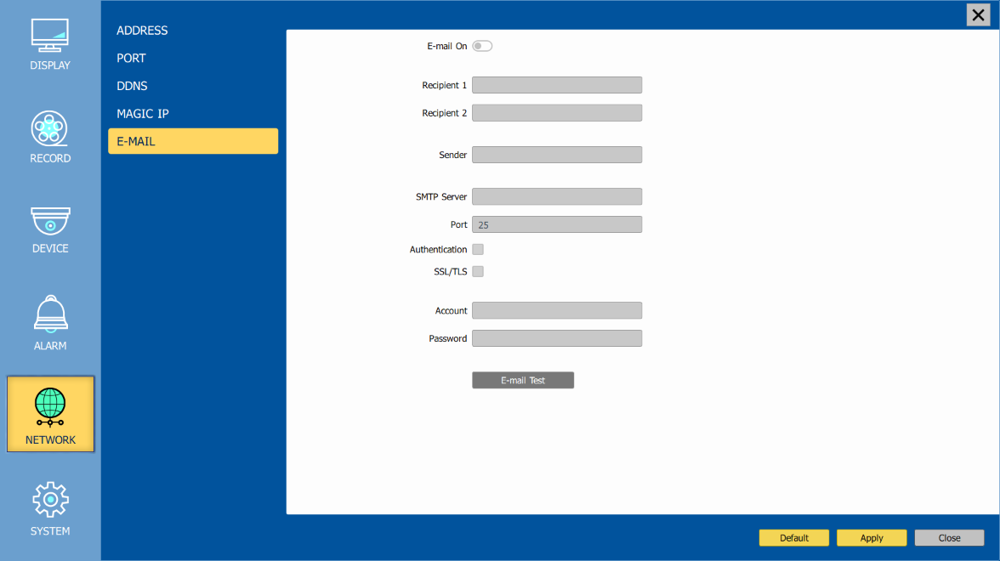 DISPLAY
RECORD
DEVICE
ALARM
NETWORK
SYSTEM
ADDRESS
PORT
DDNS
MAGIC IP
E-MAIL
E-mail On
Recipient 1
Recipient 2
Sender
SMTP Server
Port 25
Authentication
SSL/TLS
Account
Password
E-mail Test
Default Apply Close